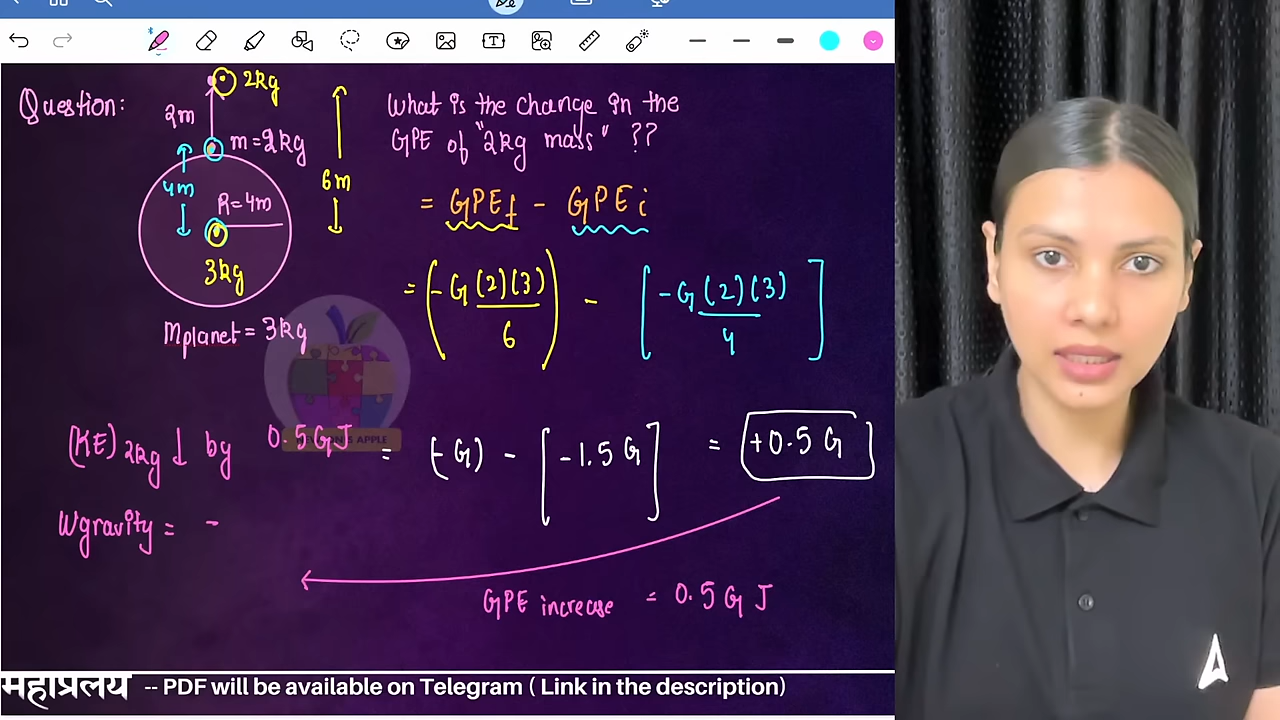 Question:
2kg
2m
m=2kg
4m
R=4m
6m
3kg
Mplanet = 3kg
What is the change in the
GPE of "2kg mass" ??
= GPEf - GPEi
= (-G(2)(3)/6) - [-G(2)(3)/4]
(KE)2kg ↓ by 0.5GJ
= (-G) - [-1.5G] = +0.5G J
Wgravity = -
GPE increase = 0.5GJ
महाप्रलय -- PDF will be available on Telegram ( Link in the description)